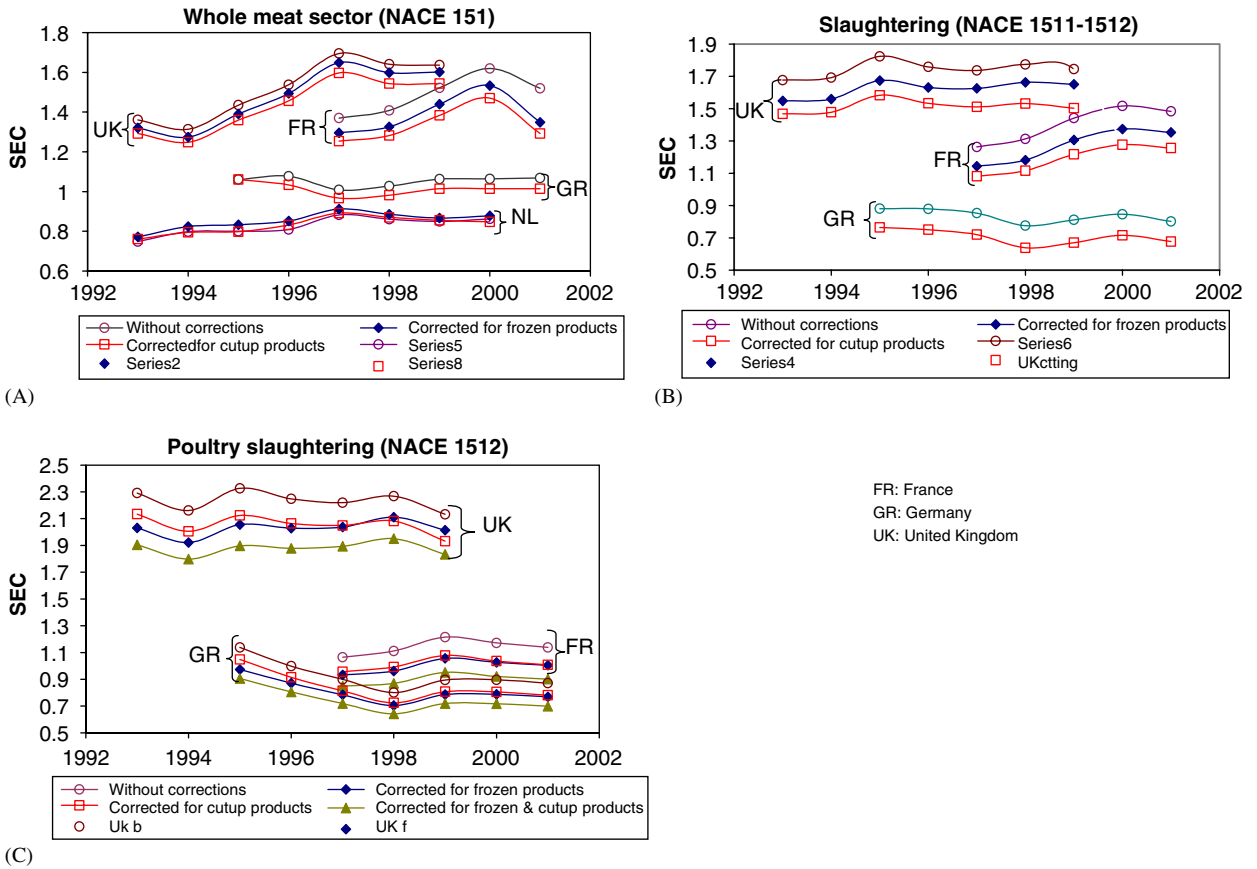 Whole meat sector (NACE 151)
1.8
1.6
1.4
1.2
1
0.8
0.6
SEC
UK
FR
GR
NL
1992 1994 1996 1998 2000 2002
Without corrections Corrected for frozen products
Correctedfor cutup products Series5
Series2 Series8
(A)
Slaughtering (NACE 1511-1512)
1.9
1.7
1.5
1.3
1.1
0.9
0.7
0.5
SEC
UK
FR
GR
1992 1994 1996 1998 2000 2002
Without corrections Corrected for frozen products
Corrected for cutup products Series6
Series4 UKctting
(B)
Poultry slaughtering (NACE 1512)
2.5
2.3
2.1
1.9
1.7
1.5
1.3
1.1
0.9
0.7
0.5
SEC
UK
GR
FR
1992 1994 1996 1998 2000 2002
Without corrections Corrected for frozen products
Corrected for cutup products Corrected for frozen & cutup products
Uk b UK f
(C)
FR: France
GR: Germany
UK: United Kingdom